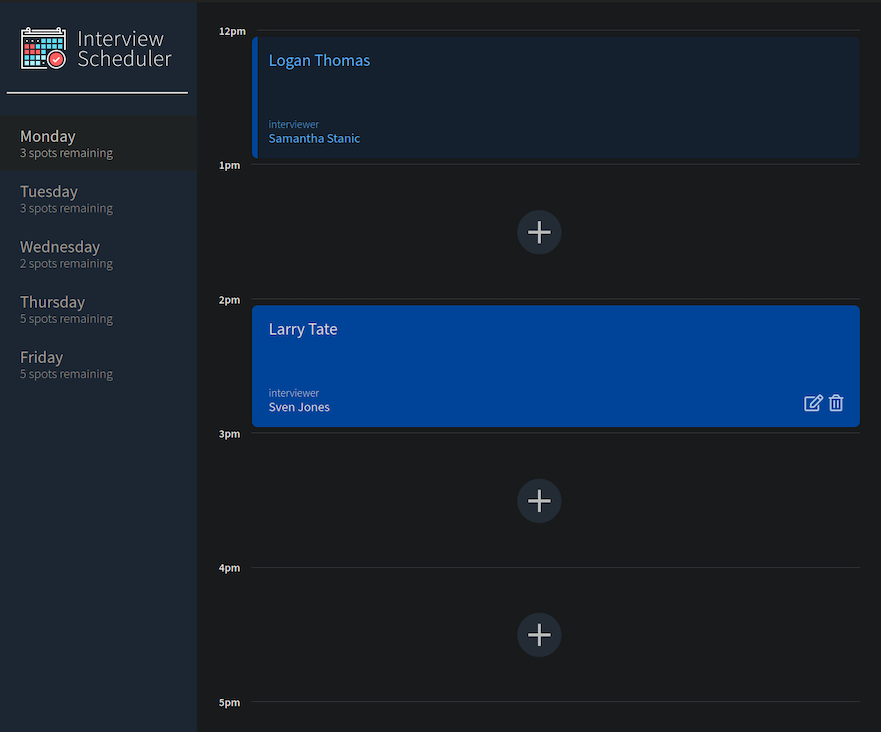 Interview
Scheduler
Monday
3 spots remaining
Tuesday
3 spots remaining
Wednesday
2 spots remaining
Thursday
5 spots remaining
Friday
5 spots remaining
12pm
Logan Thomas
interviewer
Samantha Stanic
1pm
2pm
Larry Tate
interviewer
Sven Jones
3pm
4pm
5pm